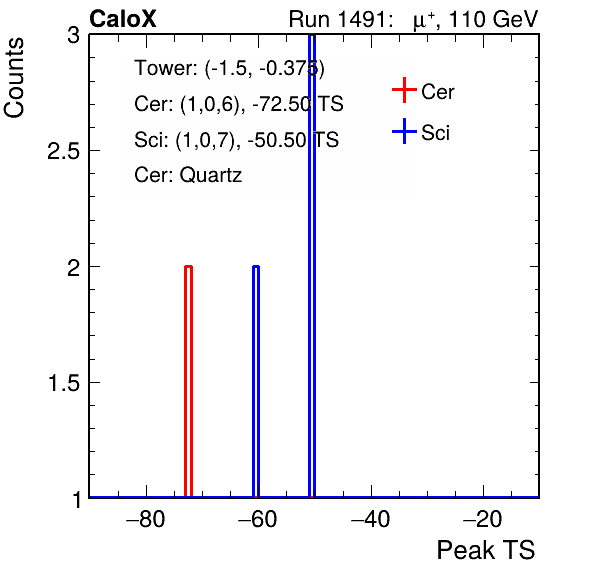 CaloX Run 1491: μ⁺, 110 GeV
Counts
3
2.5
2
1.5
1
Tower: (-1.5, -0.375)
Cer: (1,0,6), -72.50 TS
Sci: (1,0,7), -50.50 TS
Cer: Quartz
Cer
Sci
−80 −60 −40 −20
Peak TS